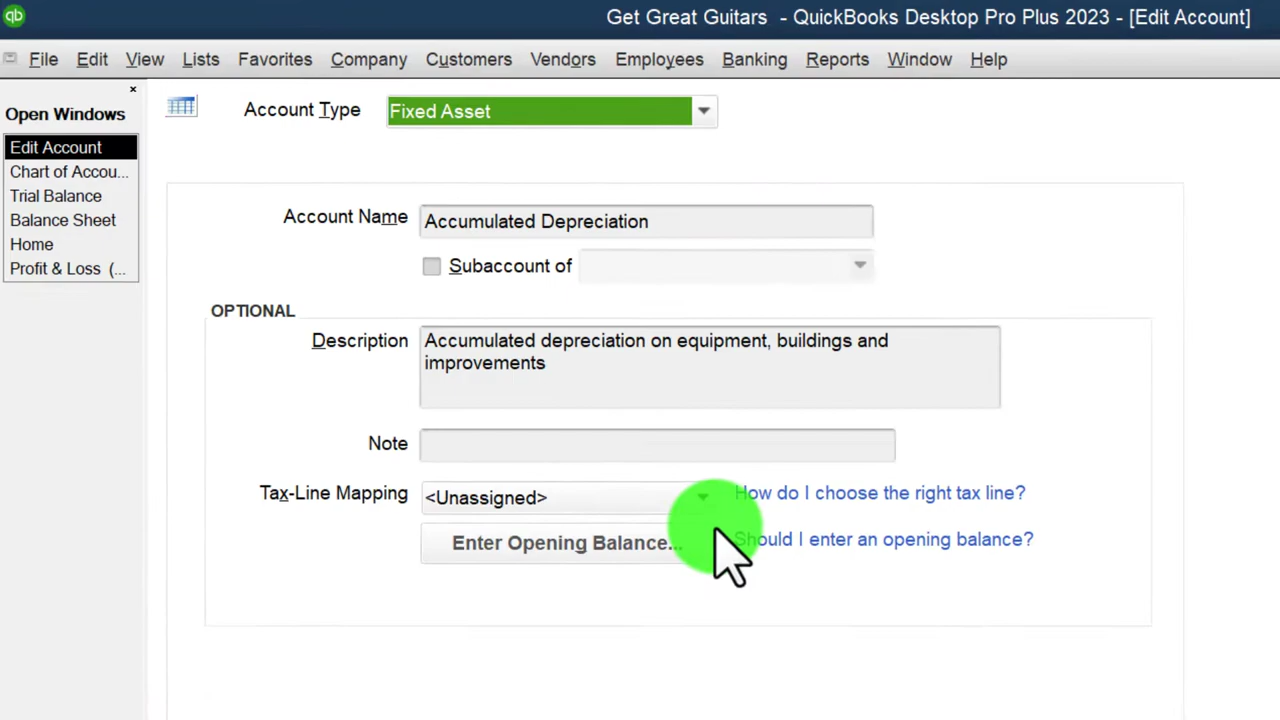 qb
Get Great Guitars - QuickBooks Desktop Pro Plus 2023 - [Edit Account]
File Edit View Lists Favorites Company Customers Vendors Employees Banking Reports Window Help
Open Windows
Edit Account
Chart of Accou...
Trial Balance
Balance Sheet
Home
Profit & Loss (...
Account Type Fixed Asset
Account Name Accumulated Depreciation
Subaccount of
OPTIONAL
Description Accumulated depreciation on equipment, buildings and
improvements
Note
Tax-Line Mapping <Unassigned> How do I choose the right tax line?
Enter Opening Balance... Should I enter an opening balance?